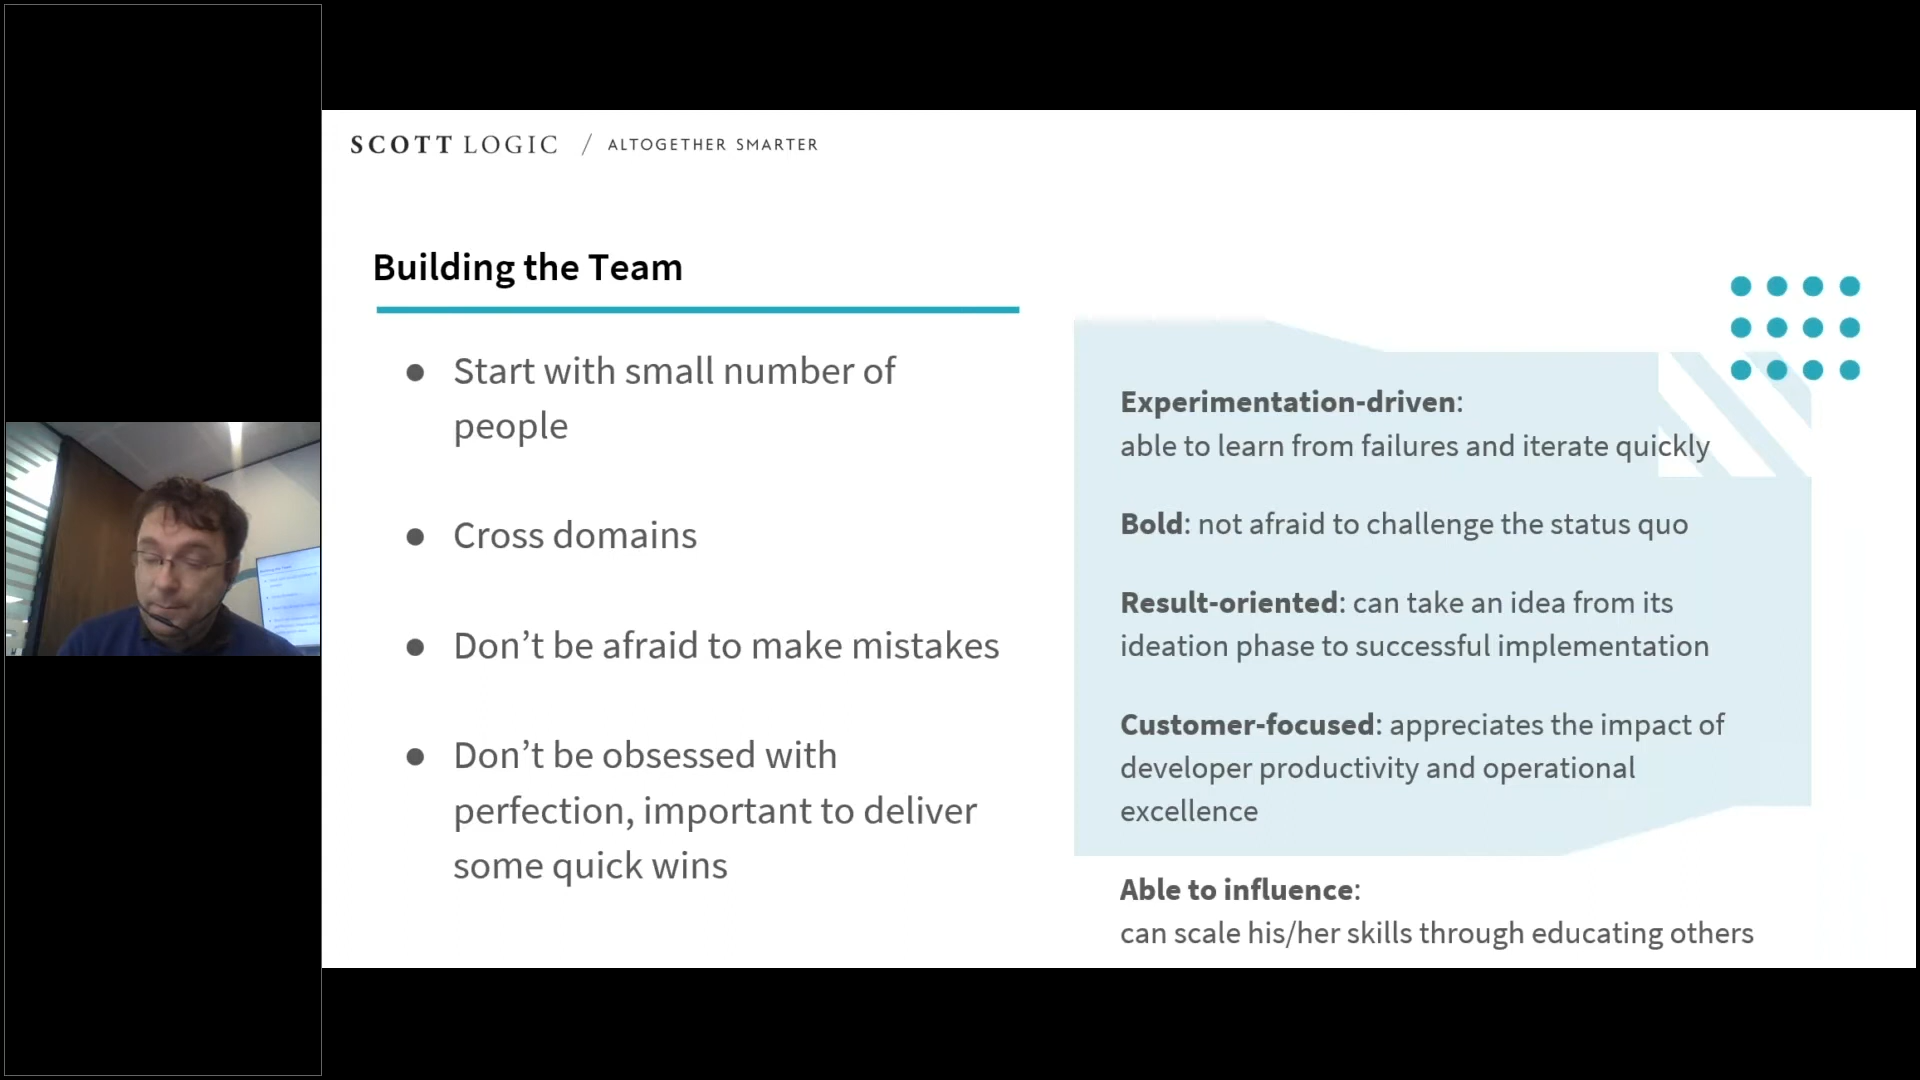 SCOTT LOGIC / ALTOGETHER SMARTER
Building the Team
● Start with small number of
people
● Cross domains
● Don’t be afraid to make mistakes
● Don’t be obsessed with
perfection, important to deliver
some quick wins
Experimentation-driven:
able to learn from failures and iterate quickly
Bold: not afraid to challenge the status quo
Result-oriented: can take an idea from its
ideation phase to successful implementation
Customer-focused: appreciates the impact of
developer productivity and operational
excellence
Able to influence:
can scale his/her skills through educating others